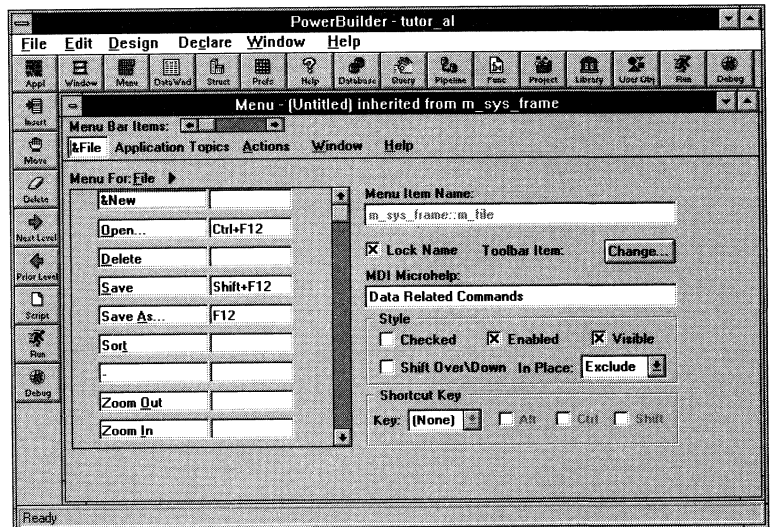 PowerBuilder - tutor_al
File Edit Design Declare Window Help
Appl Window Menu DataWnd Struct Prefs Help Database Query Pipeline Func Project Library User Obj Run Debug
Menu - (Untitled) inherited from m_sys_frame
Insert
Move
Delete
Next Level
Prior Level
Script
Run
Debug
Menu Bar Items:
&File Application Topics Actions Window Help
Menu For: File
&New
Open... Ctrl+F12
Delete
Save Shift+F12
Save As... F12
Sort
-
Zoom Out
Zoom In
Menu Item Name:
m_sys_frame::m_file
Lock Name Toolbar Item: Change...
MDI Microhelp:
Data Related Commands
Style
Checked Enabled Visible
Shift Over\Down In Place: Exclude
Shortcut Key
Key: (None) Alt Ctrl Shift
Ready